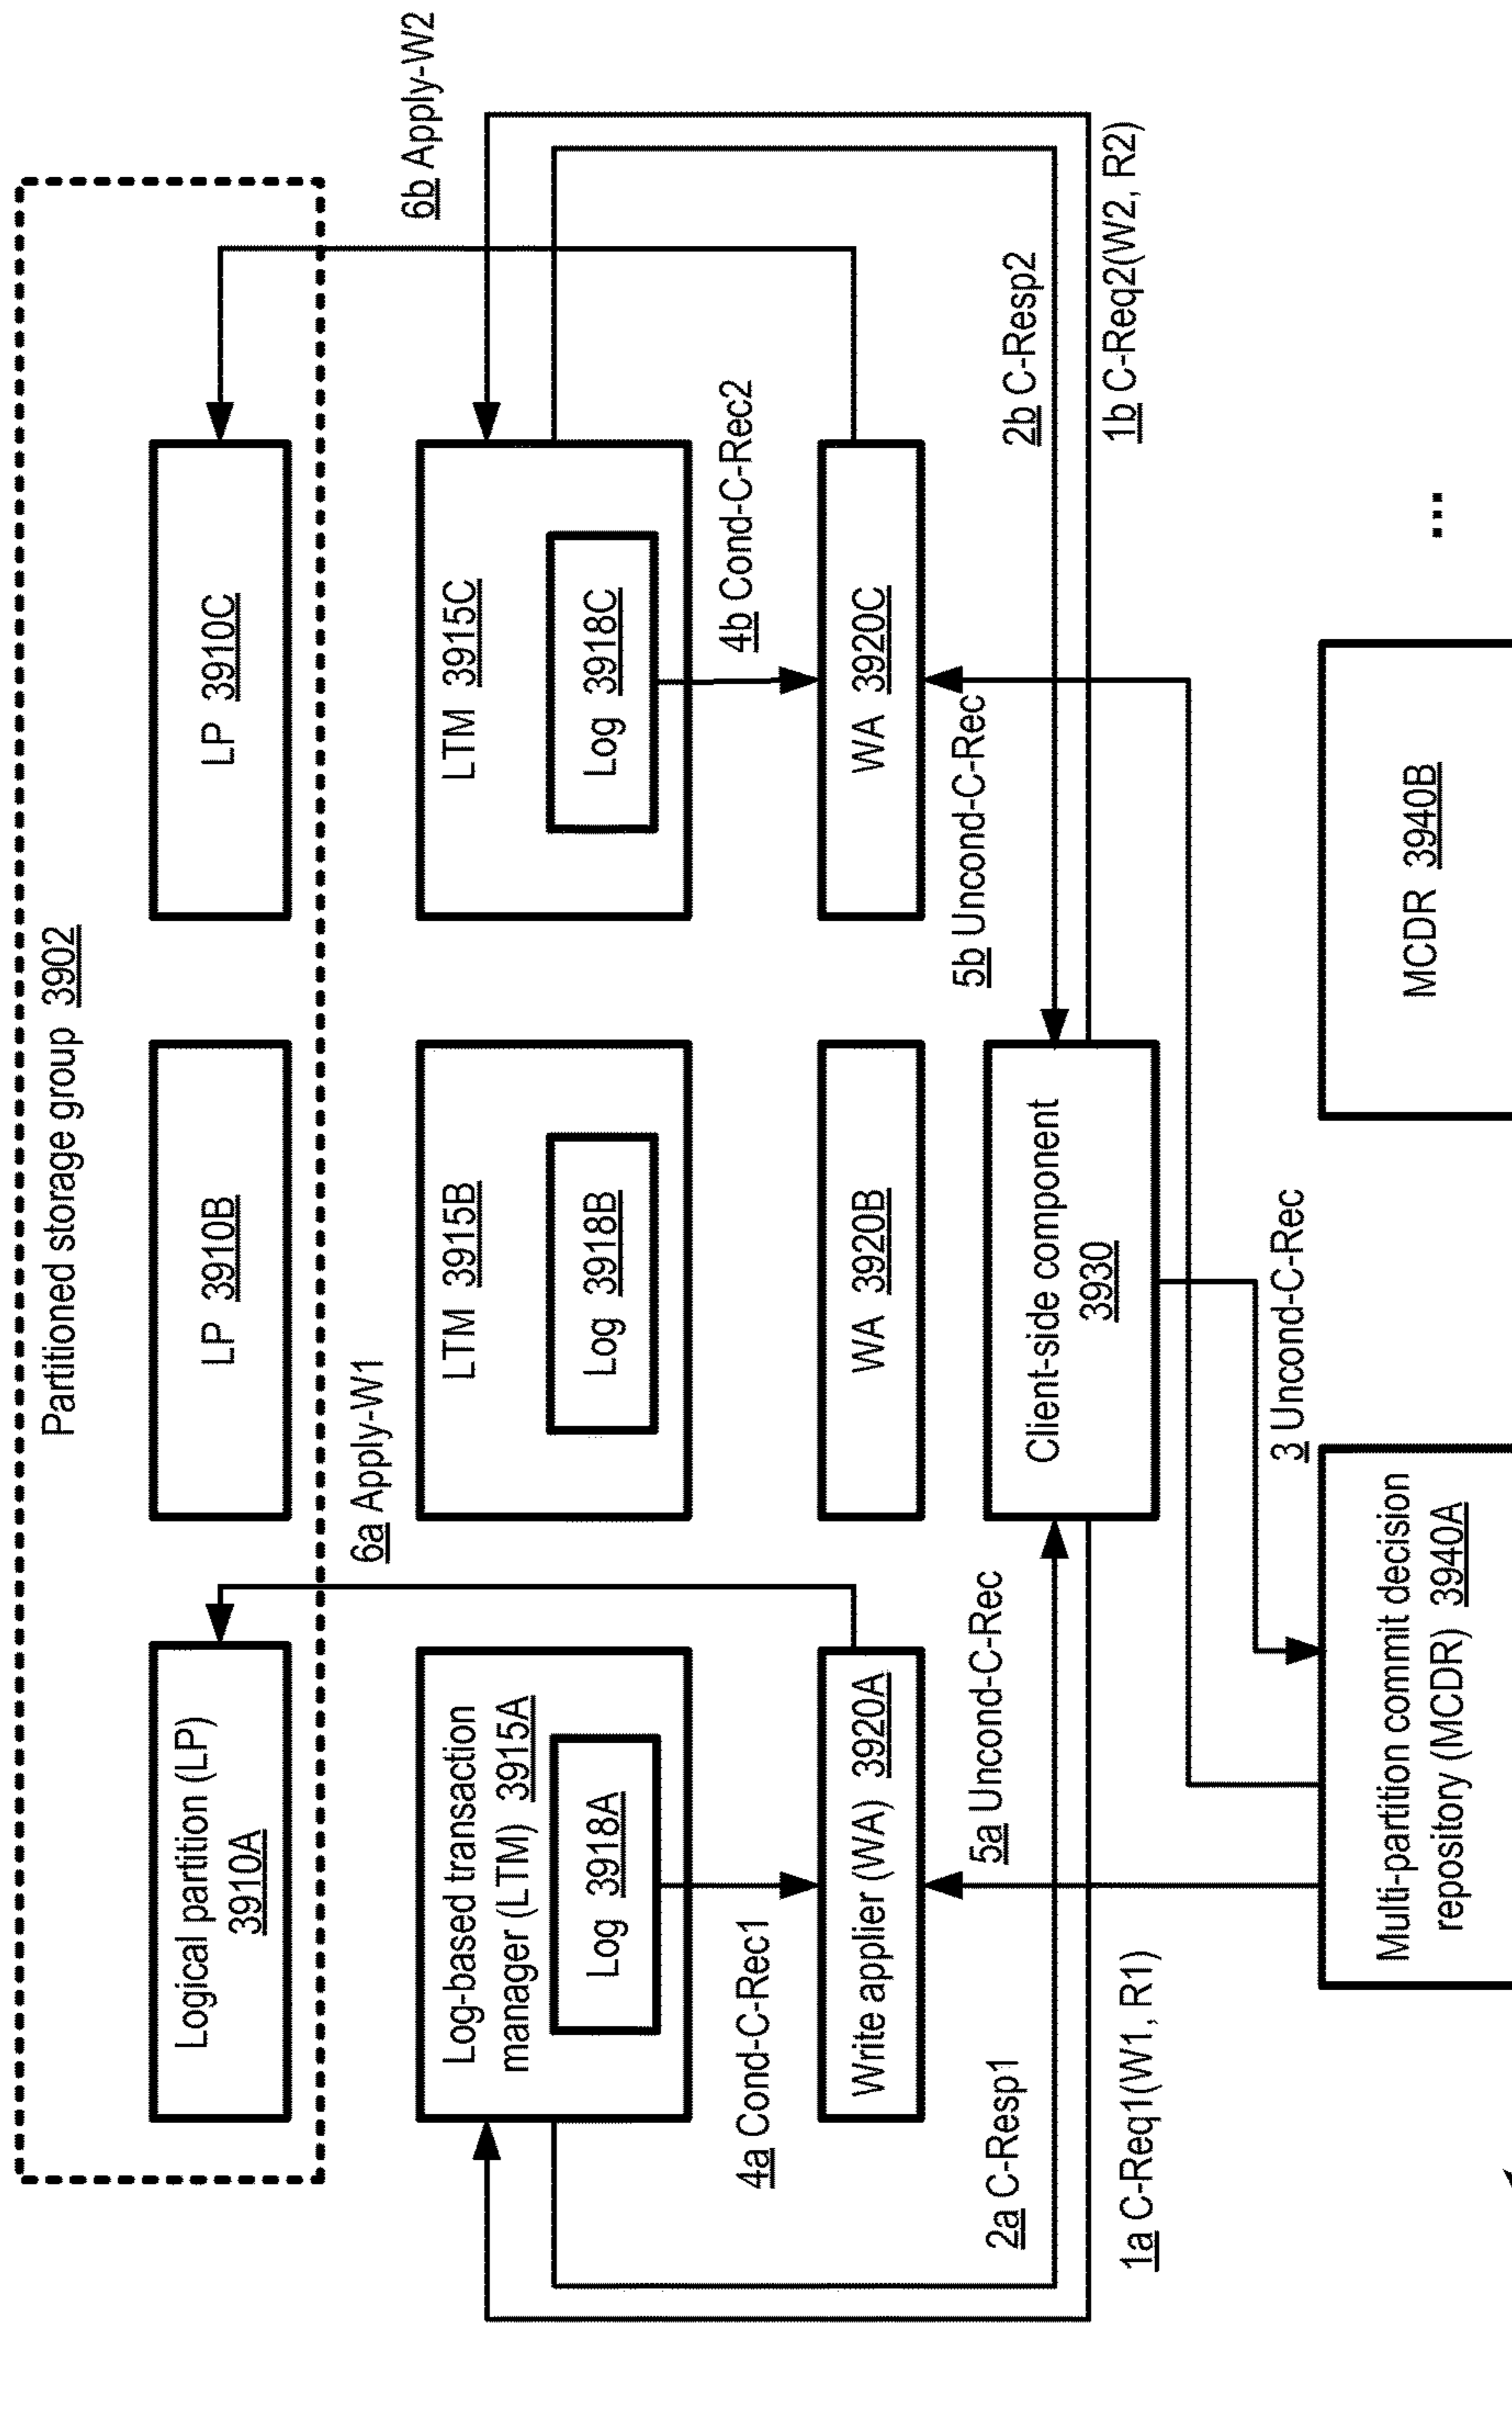 Partitioned storage group 3902
Logical partition (LP)
3910A
LP 3910B
LP 3910C
6a Apply-W1
6b Apply-W2
Log-based transaction
manager (LTM) 3915A
Log 3918A
LTM 3915B
Log 3918B
LTM 3915C
Log 3918C
4a Cond-C-Rec1
4b Cond-C-Rec2
Write applier (WA) 3920A
WA 3920B
WA 3920C
5a Uncond-C-Rec
5b Uncond-C-Rec
2a C-Resp1
2b C-Resp2
Client-side component
3930
1a C-Req1(W1, R1)
1b C-Req2(W2, R2)
3 Uncond-C-Rec
Multi-partition commit decision
repository (MCDR) 3940A
MCDR 3940B
...